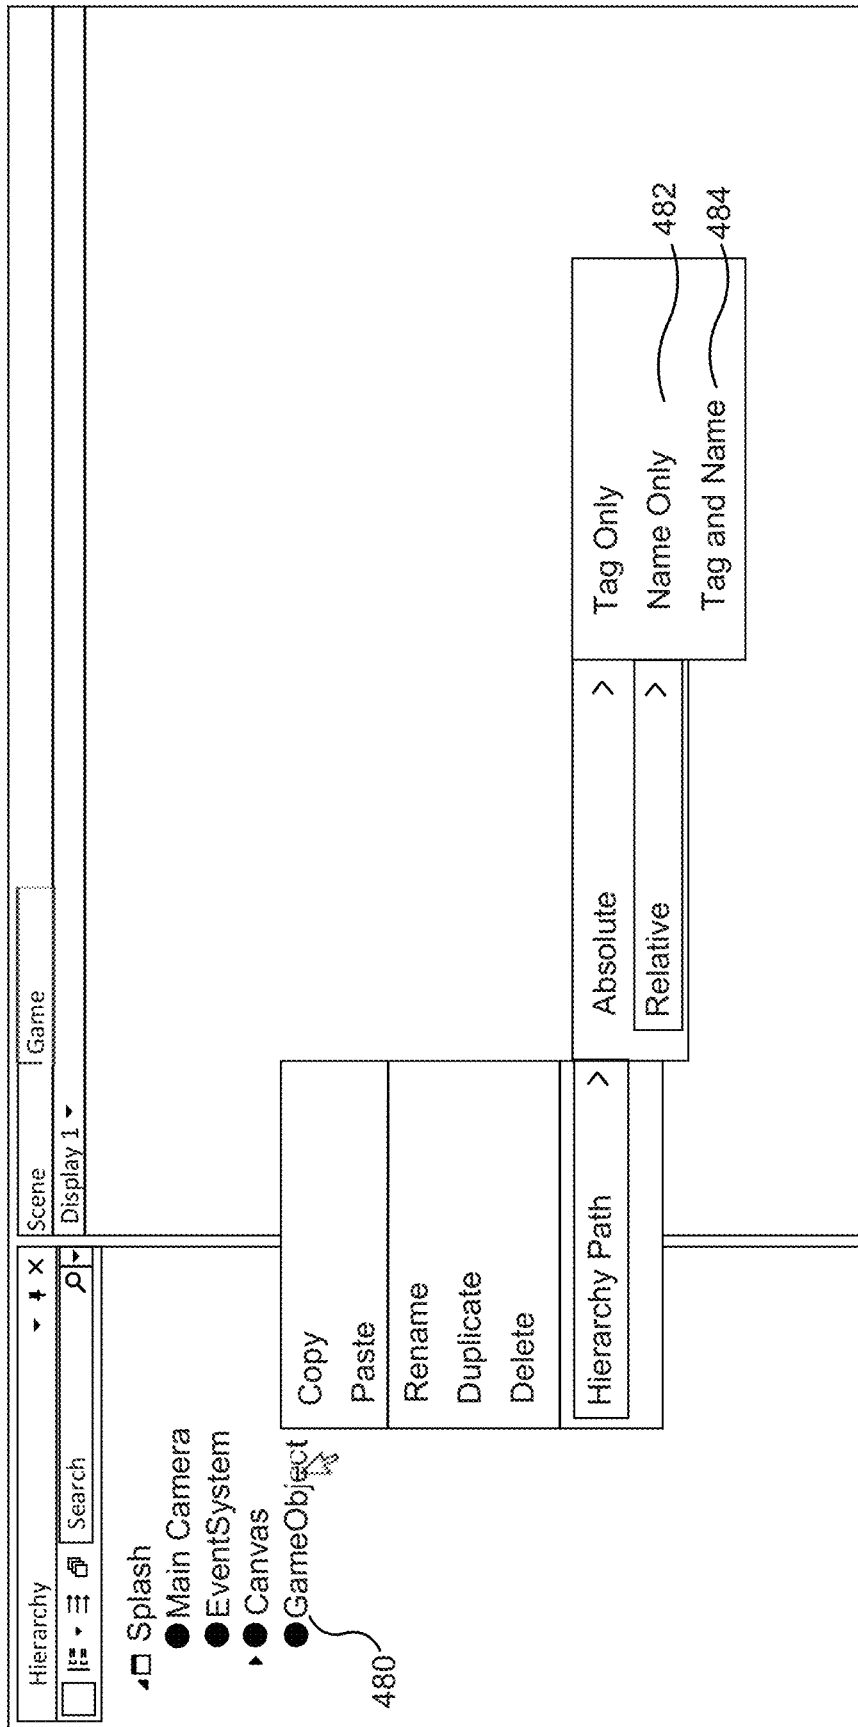 Hierarchy
Search
Scene
Game
Display 1
Splash
Main Camera
EventSystem
Canvas
GameObject
480
Copy
Paste
Rename
Duplicate
Delete
Hierarchy Path >
Absolute >
Relative >
Tag Only
Name Only
482
Tag and Name
484